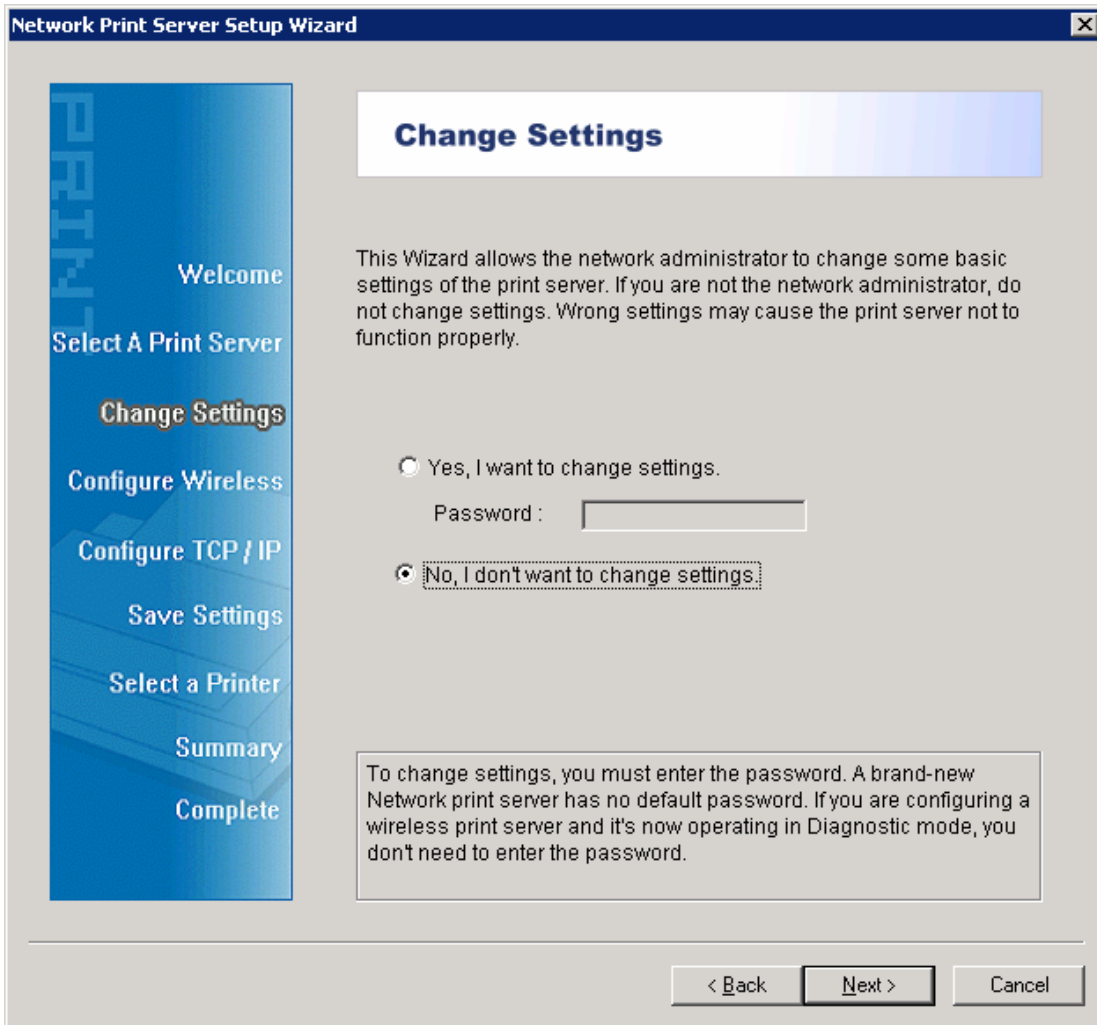 Network Print Server Setup Wizard
PRINT
Welcome
Select A Print Server
Change Settings
Configure Wireless
Configure TCP / IP
Save Settings
Select a Printer
Summary
Complete
Change Settings
This Wizard allows the network administrator to change some basic
settings of the print server. If you are not the network administrator, do
not change settings. Wrong settings may cause the print server not to
function properly.
Yes, I want to change settings.
Password :
No, I don't want to change settings.
To change settings, you must enter the password. A brand-new
Network print server has no default password. If you are configuring a
wireless print server and it's now operating in Diagnostic mode, you
don't need to enter the password.
< Back
Next >
Cancel